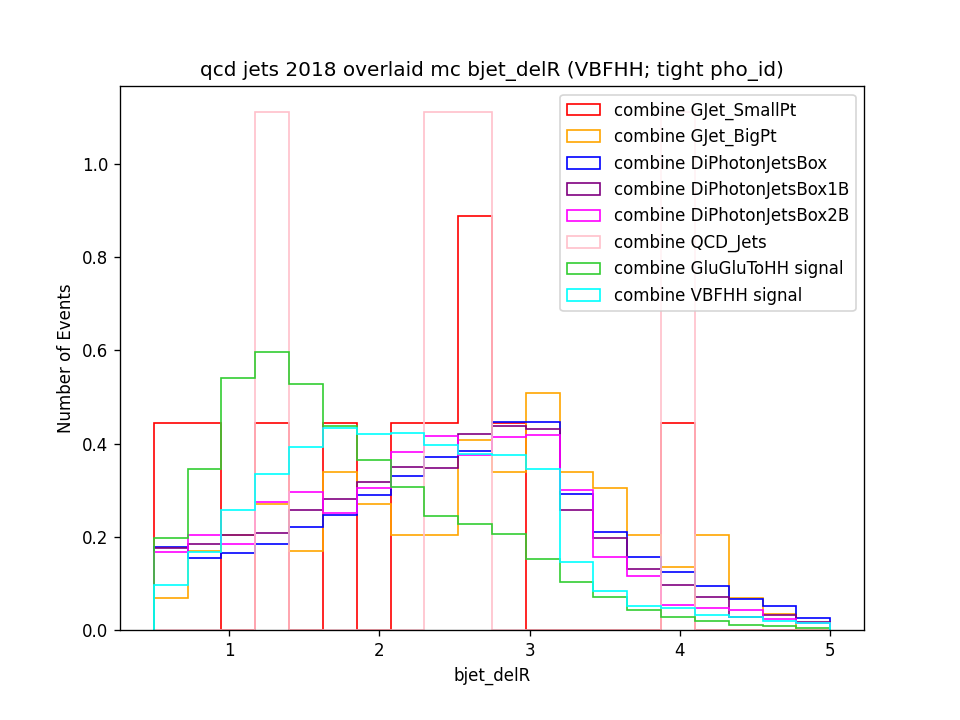 qcd jets 2018 overlaid mc bjet_delR (VBFHH; tight pho_id)
combine GJet_SmallPt
combine GJet_BigPt
combine DiPhotonJetsBox
combine DiPhotonJetsBox1B
combine DiPhotonJetsBox2B
combine QCD_Jets
combine GluGluToHH signal
combine VBFHH signal
Number of Events
1.0
0.8
0.6
0.4
0.2
0.0
1 2 3 4 5
bjet_delR